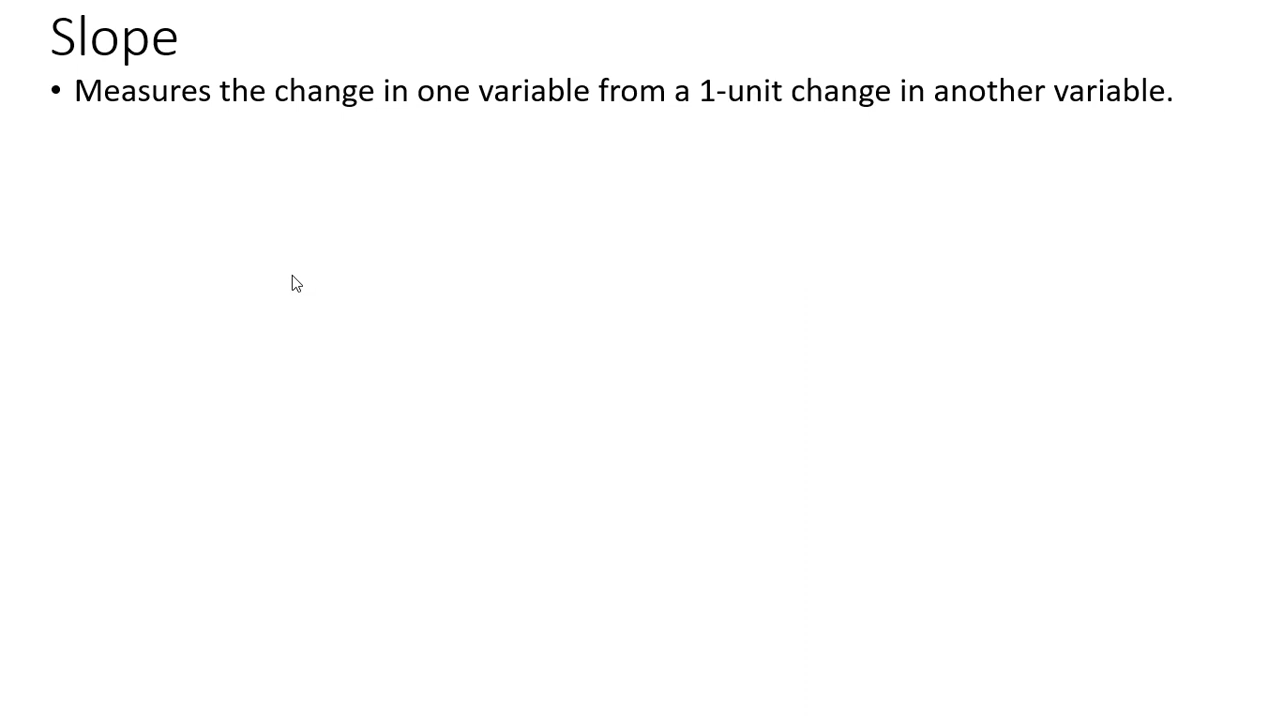 Slope
• Measures the change in one variable from a 1-unit change in another variable.